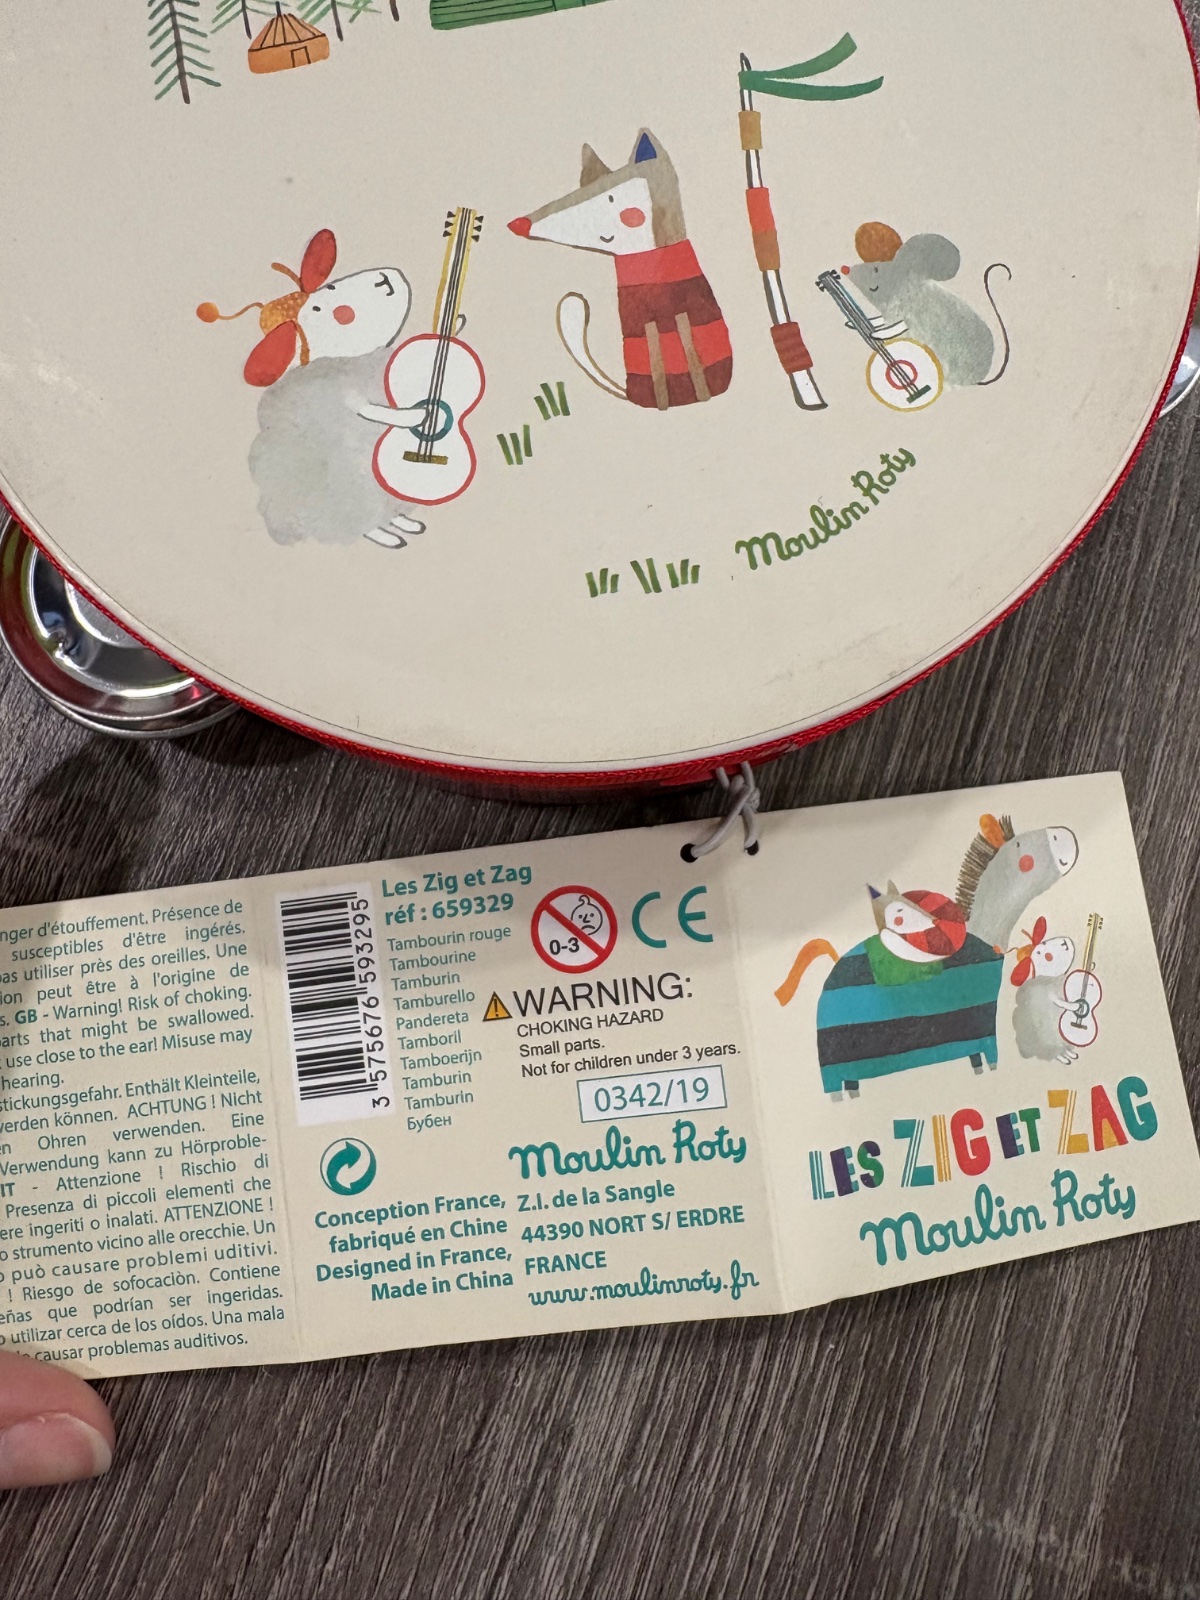 Moulin Roty
nger d'étouffement. Présence de
susceptibles d'être ingérés.
pas utiliser près des oreilles. Une
ion peut être à l'origine de
s. GB - Warning! Risk of choking.
arts that might be swallowed.
use close to the ear! Misuse may
hearing.
stickungsgefahr. Enthält Kleinteile,
verden können. ACHTUNG ! Nicht
en Ohren verwenden. Eine
Verwendung kann zu Hörproble-
IT - Attenzione ! Rischio di
Presenza di piccoli elementi che
ere ingeriti o inalati. ATTENZIONE !
o strumento vicino alle orecchie. Un
o può causare problemi uditivi.
! Riesgo de sofocaciòn. Contiene
eñas que podrían ser ingeridas.
o utilizar cerca de los oídos. Una mala
causar problemas auditivos.
3 575676 593295
Les Zig et Zag
réf : 659329
Tambourin rouge
Tambourine
Tamburin
Tamburello
Pandereta
Tamboril
Tamboerijn
Tamburin
Tamburin
Бубен
0-3
CE
WARNING:
CHOKING HAZARD
Small parts.
Not for children under 3 years.
0342/19
Moulin Roty
Conception France,
fabriqué en Chine
Designed in France,
Made in China
Z.I. de la Sangle
44390 NORT S/ ERDRE
FRANCE
www.moulinroty.fr
LES ZIG ET ZAG
Moulin Roty